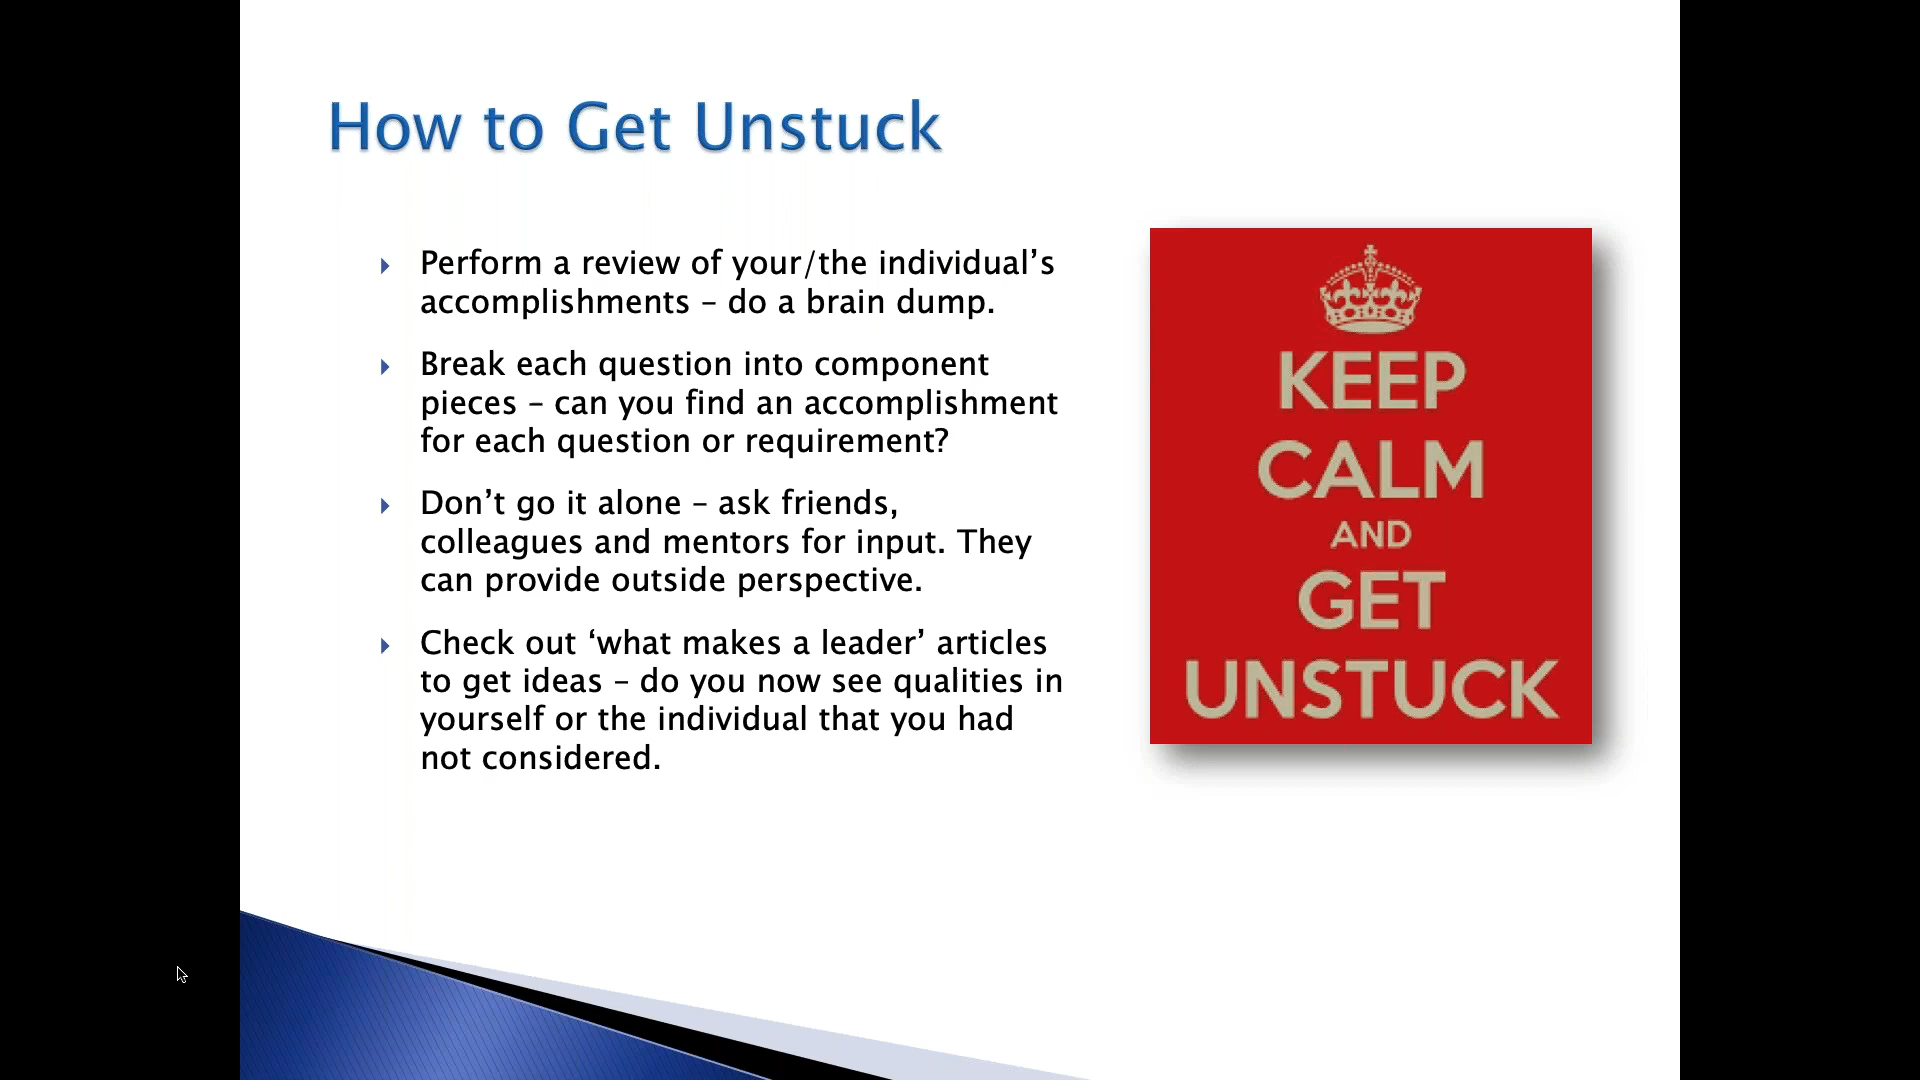 How to Get Unstuck
Perform a review of your/the individual’s
accomplishments – do a brain dump.
Break each question into component
pieces – can you find an accomplishment
for each question or requirement?
Don’t go it alone – ask friends,
colleagues and mentors for input. They
can provide outside perspective.
Check out ‘what makes a leader’ articles
to get ideas – do you now see qualities in
yourself or the individual that you had
not considered.
KEEP
CALM
AND
GET
UNSTUCK